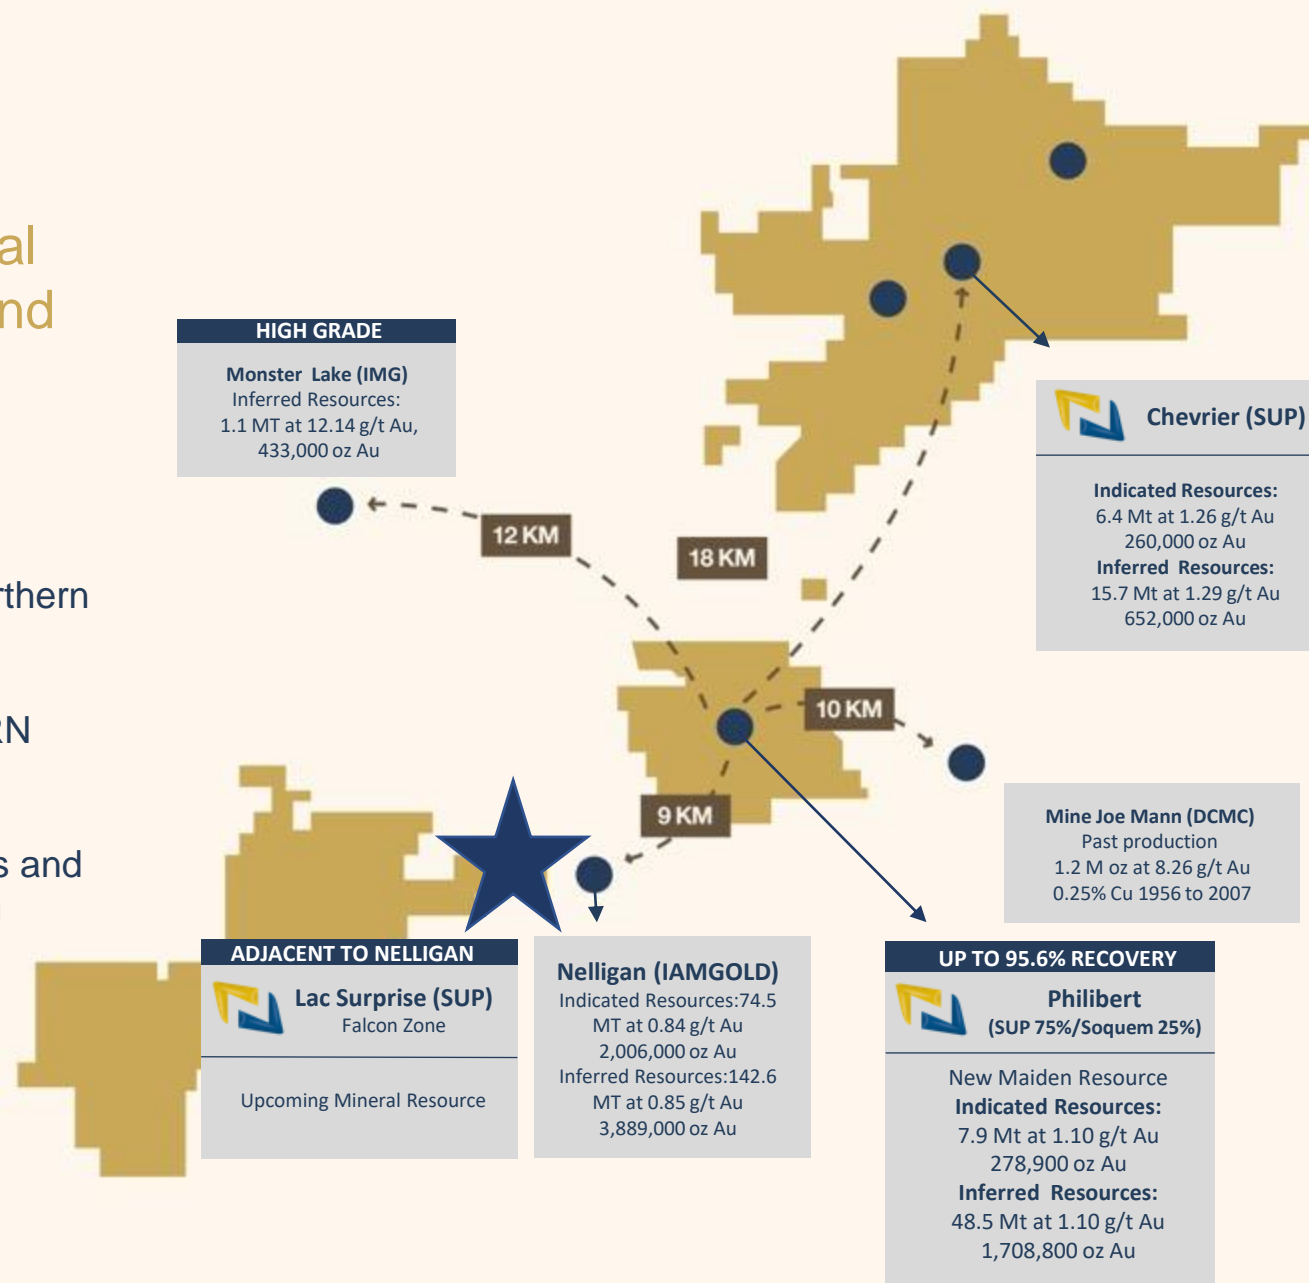 al
nd
rthern
RN
s and
HIGH GRADE
Monster Lake (IMG)
Inferred Resources:
1.1 MT at 12.14 g/t Au,
433,000 oz Au
12 KM
18 KM
Chevrier (SUP)
Indicated Resources:
6.4 Mt at 1.26 g/t Au
260,000 oz Au
Inferred Resources:
15.7 Mt at 1.29 g/t Au
652,000 oz Au
10 KM
9 KM
Mine Joe Mann (DCMC)
Past production
1.2 M oz at 8.26 g/t Au
0.25% Cu 1956 to 2007
ADJACENT TO NELLIGAN
Lac Surprise (SUP)
Falcon Zone
Upcoming Mineral Resource
Nelligan (IAMGOLD)
Indicated Resources:74.5
MT at 0.84 g/t Au
2,006,000 oz Au
Inferred Resources:142.6
MT at 0.85 g/t Au
3,889,000 oz Au
UP TO 95.6% RECOVERY
Philibert
(SUP 75%/Soquem 25%)
New Maiden Resource
Indicated Resources:
7.9 Mt at 1.10 g/t Au
278,900 oz Au
Inferred Resources:
48.5 Mt at 1.10 g/t Au
1,708,800 oz Au